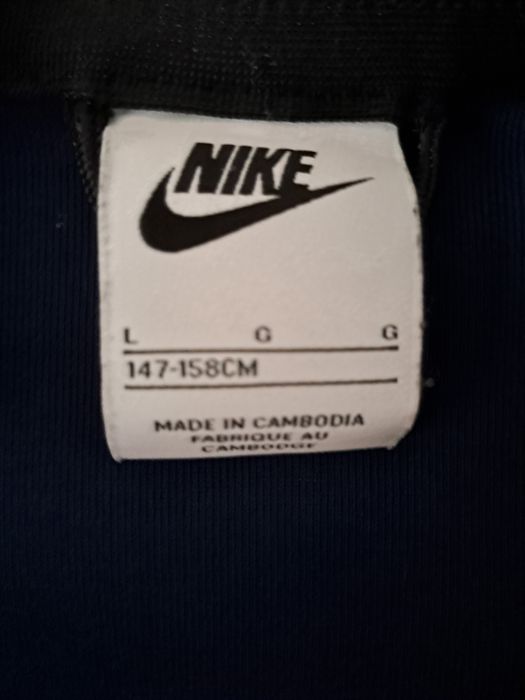 NIKE
L G G
147-158CM
MADE IN CAMBODIA
FABRIQUE AU
CAMBODGE